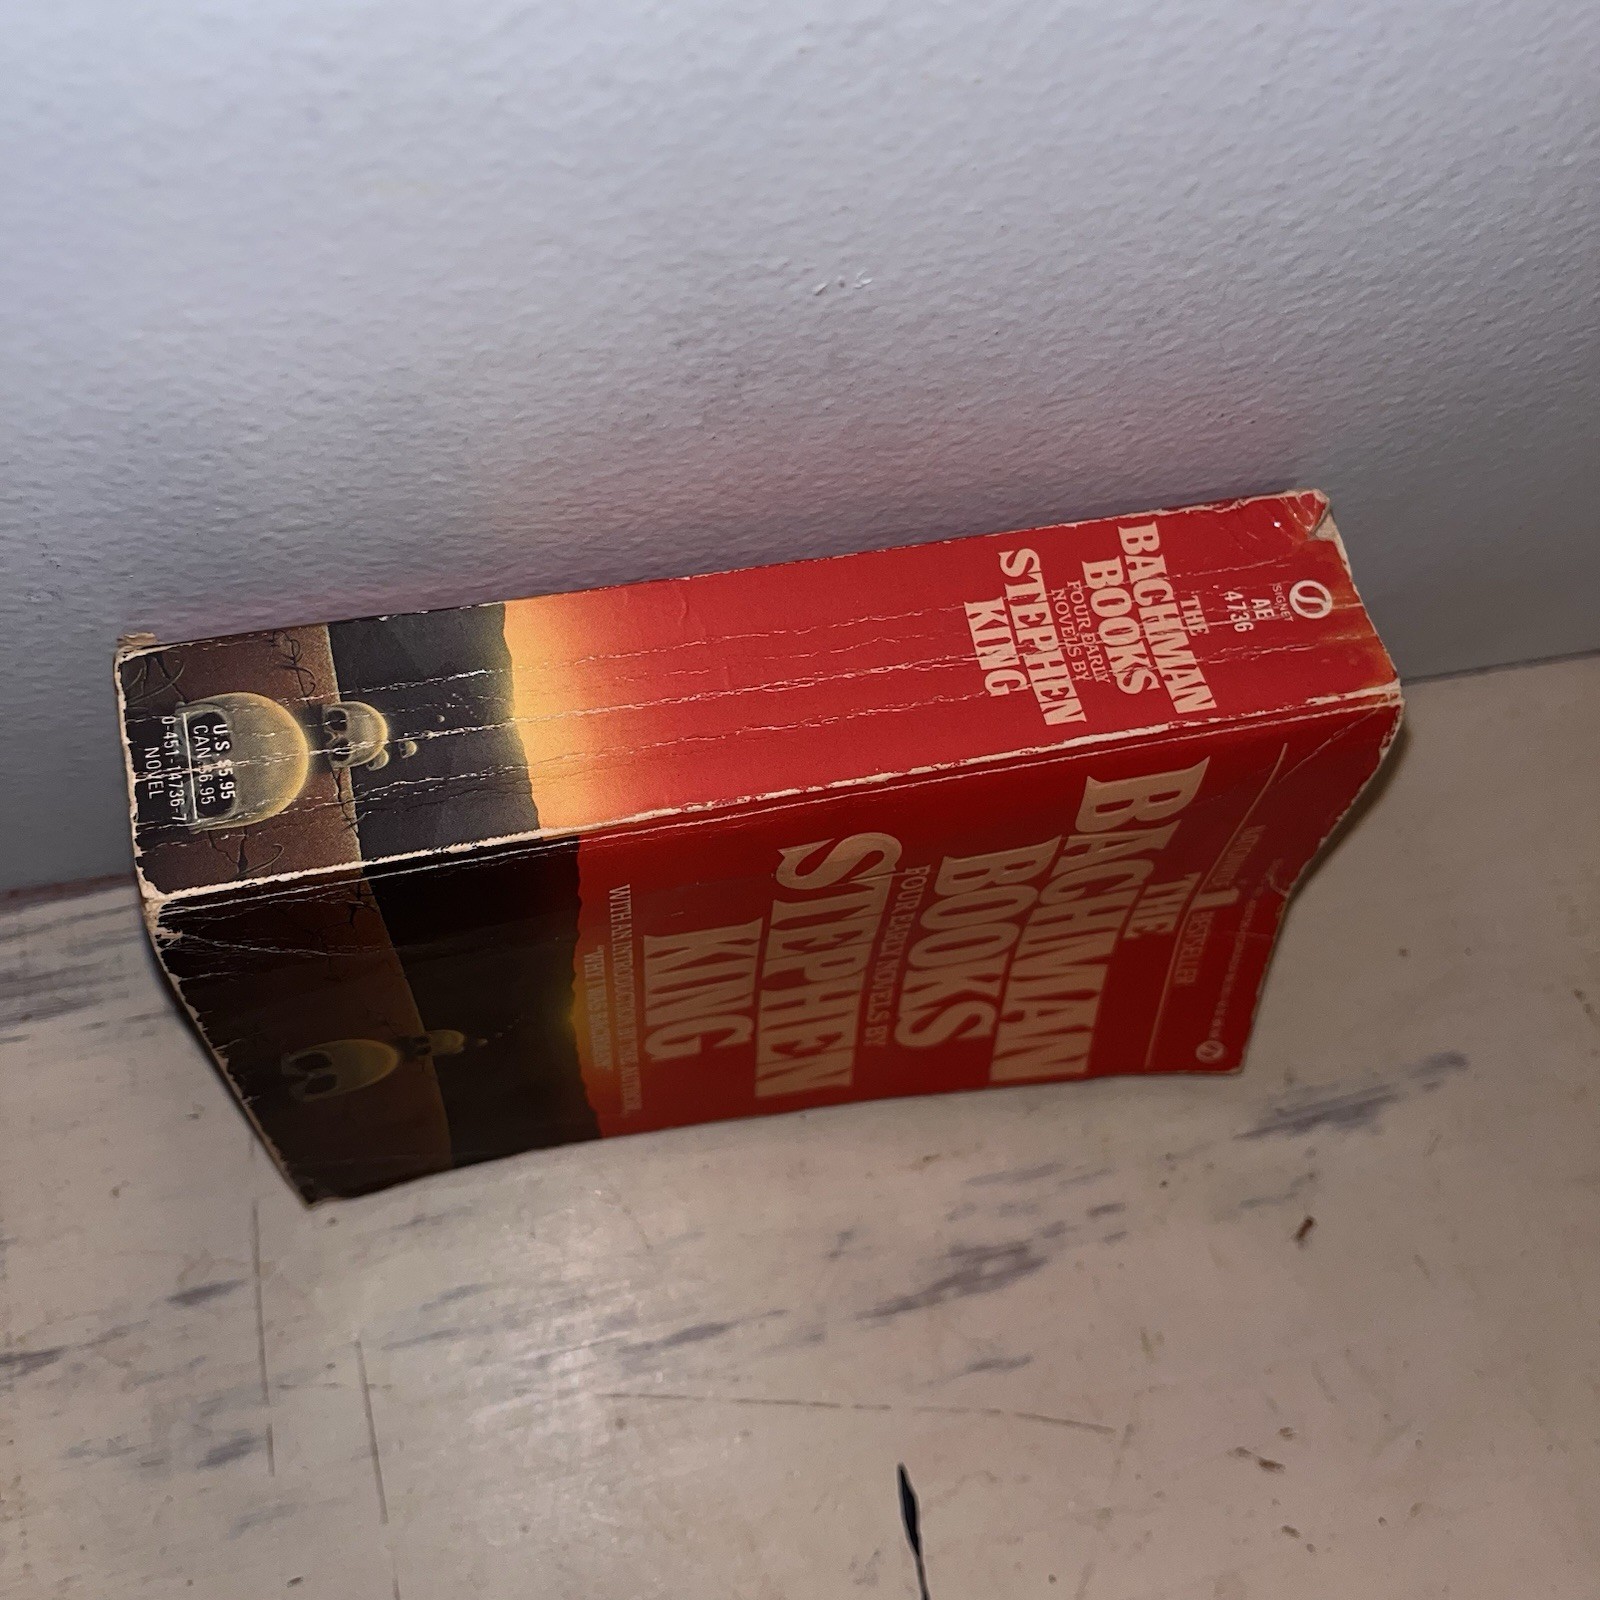 SIGNET
AE
4736
THE
BACHMAN
BOOKS
FOUR EARLY
NOVELS BY
STEPHEN
KING
U.S. $5.95
CAN. $6.95
0-451-14736-7
NOVEL
1 BESTSELLER
THE
BACHMAN
BOOKS
FOUR EARLY NOVELS BY
STEPHEN
KING
WITH AN INTRODUCTION BY THE AUTHOR,
"WHY I WAS BACHMAN"